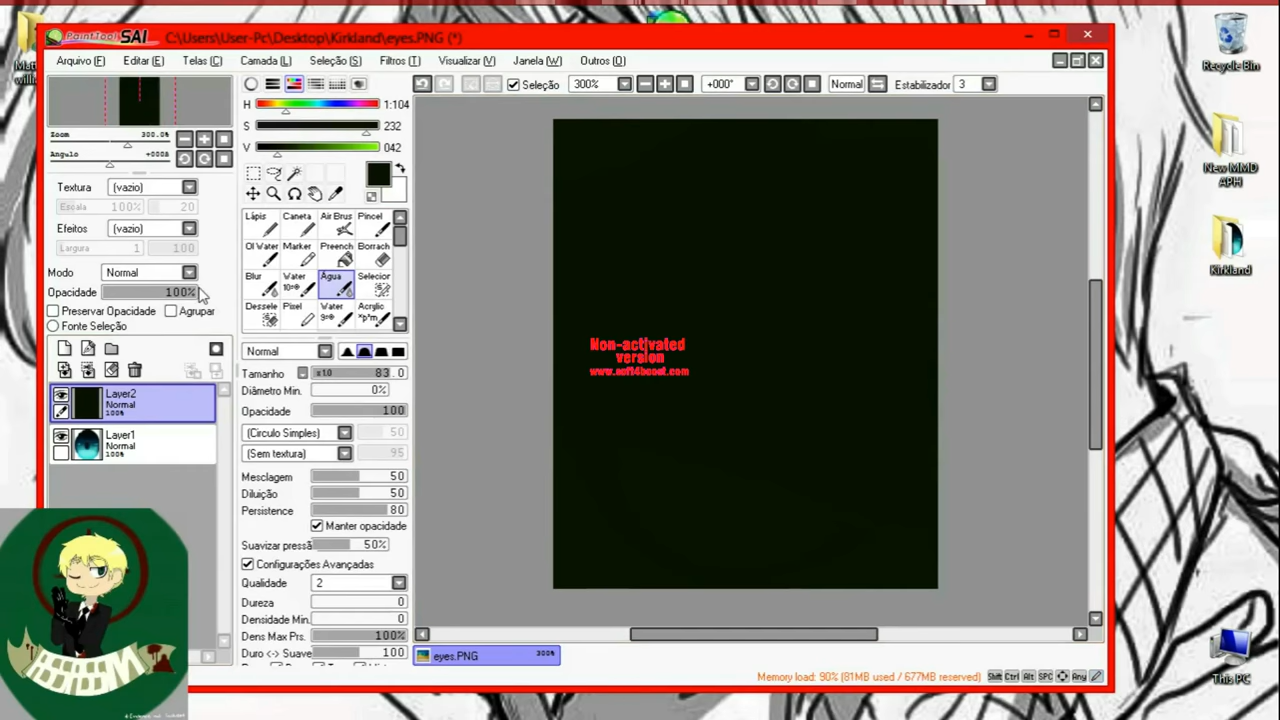 PaintTool SAI C:\Users\User-Pc\Desktop\Kirkland\eyes.PNG (*)
Arquivo (F) Editar (E) Telas (C) Camada (L) Seleção (S) Filtros (T) Visualizar (V) Janela (W) Outros (O)
Seleção 300% +000° Normal Estabilizador 3
H 1:104
S 232
V 042
Zoom 300.0%
Angulo +000A
Textura (vazio)
Escala 100% 20
Efeitos (vazio)
Largura 1 100
Modo Normal
Opacidade 100%
Preservar Opacidade Agrupar
Fonte Seleção
Layer2
Normal
100%
Layer1
Normal
100%
Lápis Caneta Air Brus Pincel
Ol Water Marker Preench Borrach
Blur Water Água Selecior
Dessele Pixel Water Acrylic
Normal
Tamanho x1.0 83.0
Diâmetro Min. 0%
Opacidade 100
(Circulo Simples) 50
(Sem textura) 95
Mesclagem 50
Diluição 50
Persistence 80
Manter opacidade
Suavizar pressã 50%
Configurações Avançadas
Qualidade 2
Dureza 0
Densidade Min. 0
Dens Max Prs. 100%
Duro <-> Suave 100
Non-activated
version
www.soft4boost.com
eyes.PNG 300%
Memory load: 90% (81MB used / 677MB reserved) Shift Ctrl Alt SPC Any
Recycle Bin
New MMD
APH
Kirkland
This PC